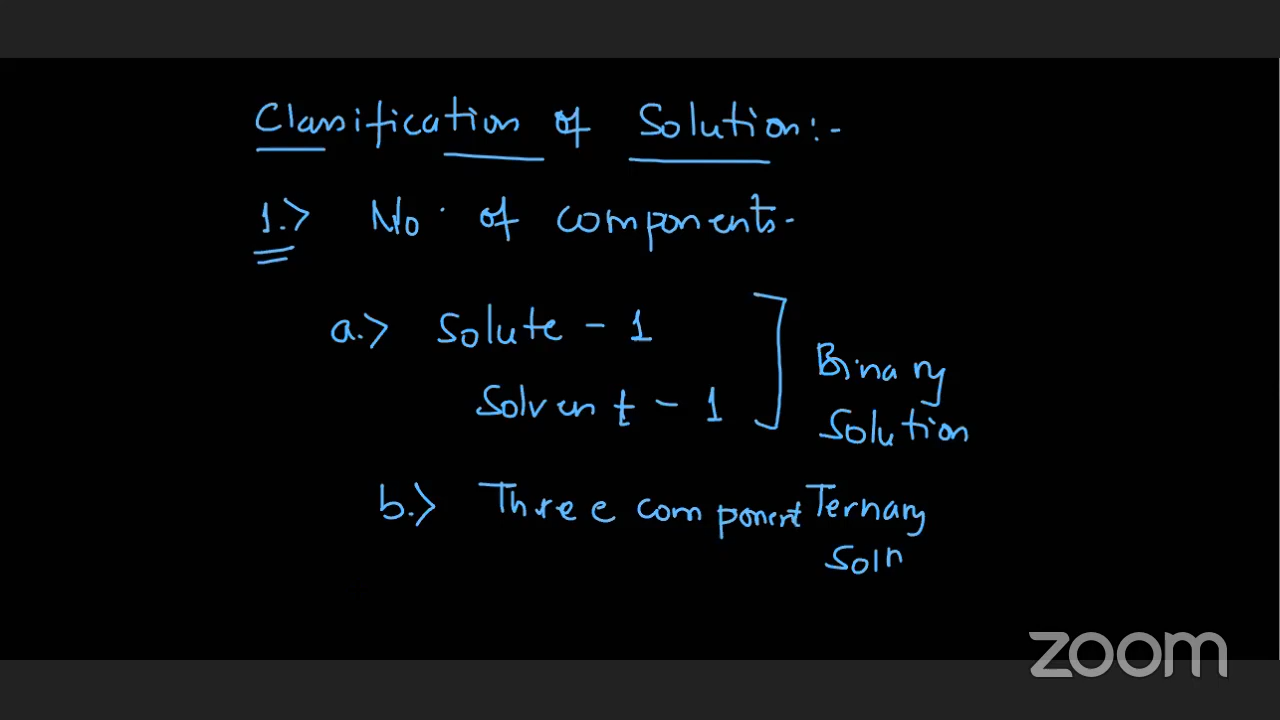 Classification of Solution:-
1.> No. of components.
a.> Solute - 1
Solvent - 1
Binary
Solution
b.> Three component Ternary
Soln
zoom